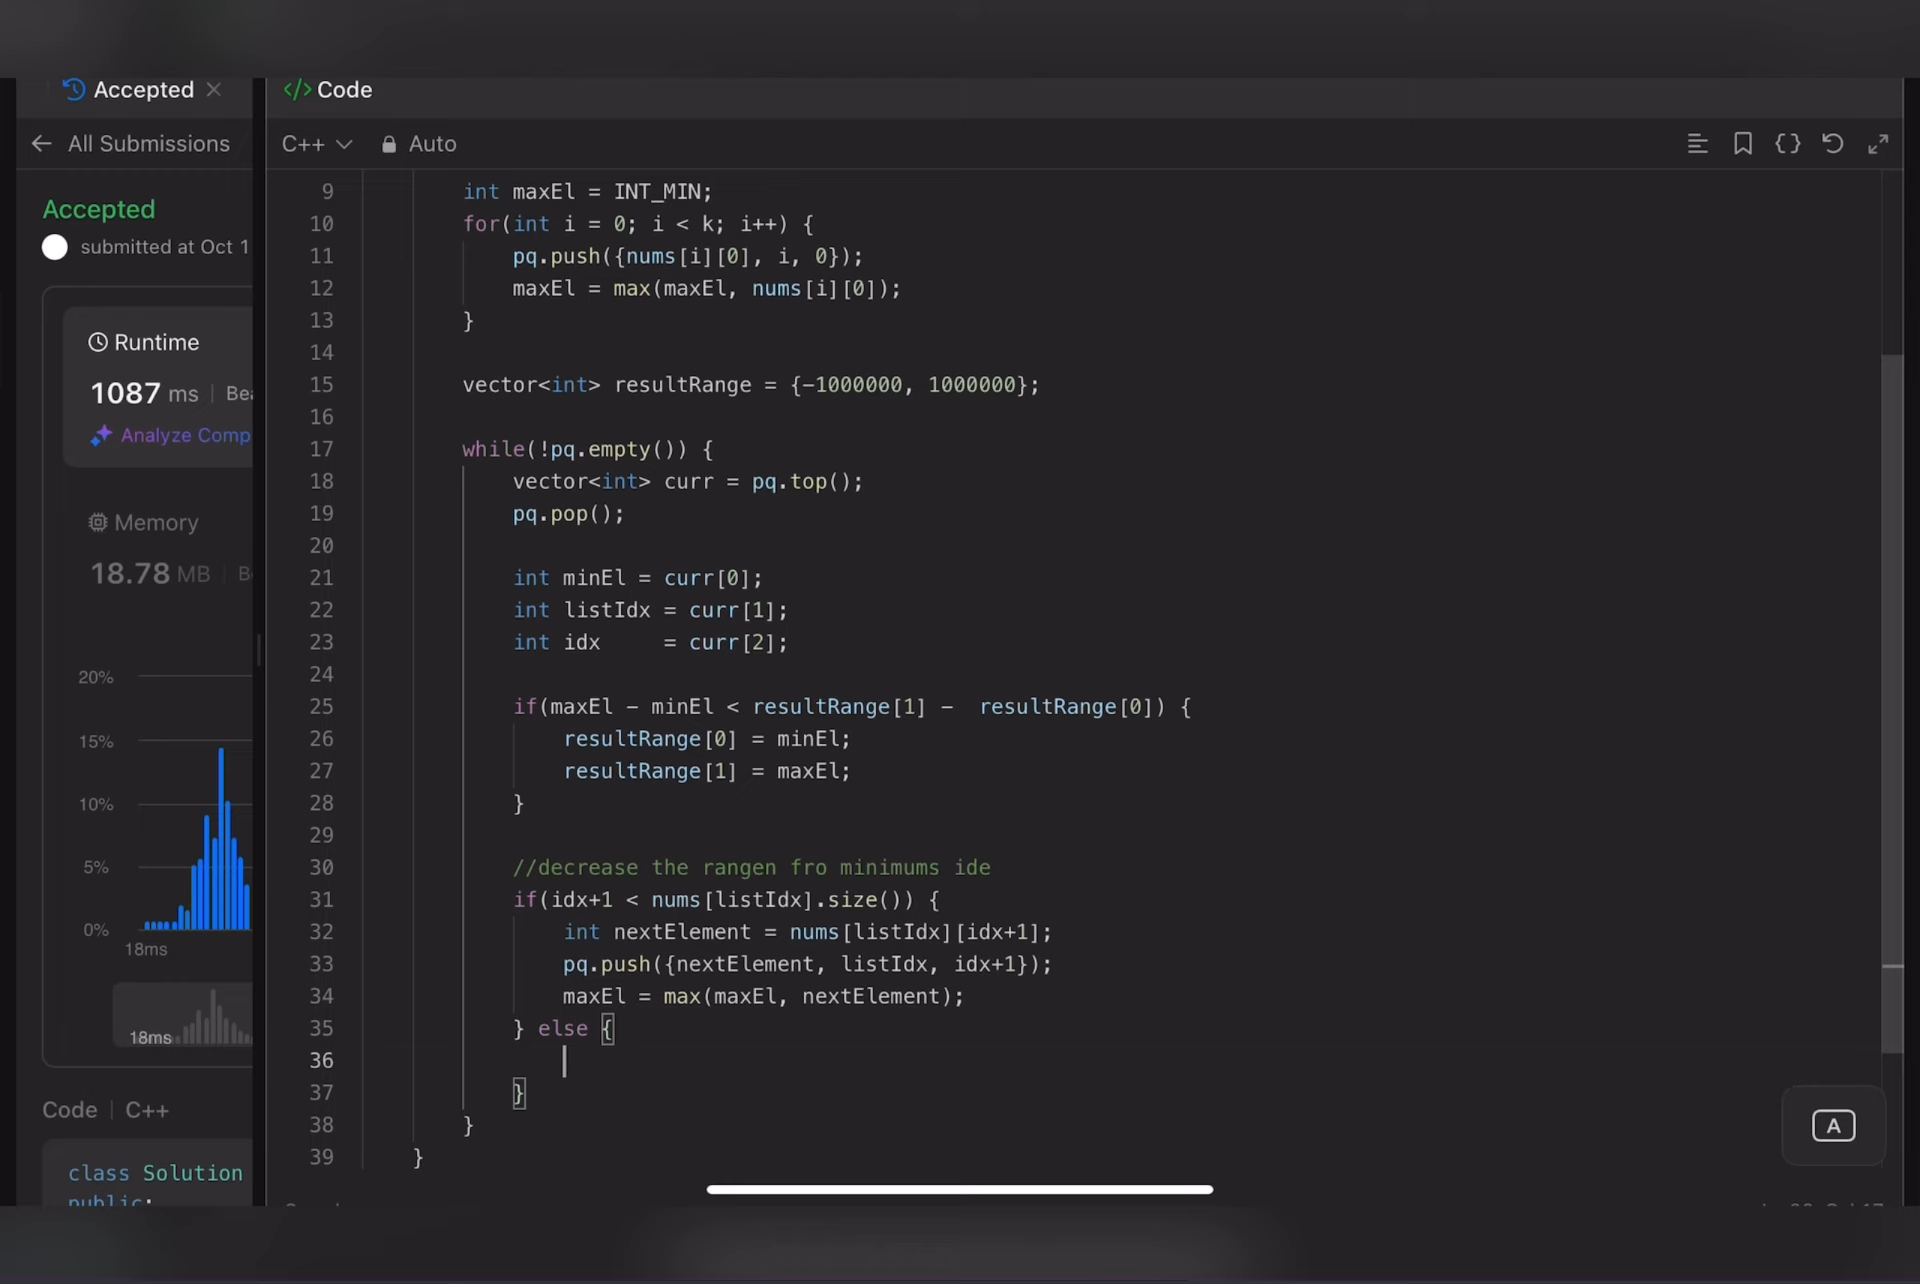 Accepted
All Submissions
Accepted
submitted at Oct 1
Runtime
1087 ms
Analyze Comp
Memory
18.78 MB
20%
15%
10%
5%
0%
18ms
18ms
Code | C++
class Solution
public:
</> Code
C++ Auto
9 int maxEl = INT_MIN;
10 for(int i = 0; i < k; i++) {
11 pq.push({nums[i][0], i, 0});
12 maxEl = max(maxEl, nums[i][0]);
13 }
14
15 vector<int> resultRange = {-1000000, 1000000};
16
17 while(!pq.empty()) {
18 vector<int> curr = pq.top();
19 pq.pop();
20
21 int minEl = curr[0];
22 int listIdx = curr[1];
23 int idx     = curr[2];
24
25 if(maxEl - minEl < resultRange[1] -  resultRange[0]) {
26 resultRange[0] = minEl;
27 resultRange[1] = maxEl;
28 }
29
30 //decrease the rangen fro minimums ide
31 if(idx+1 < nums[listIdx].size()) {
32 int nextElement = nums[listIdx][idx+1];
33 pq.push({nextElement, listIdx, idx+1});
34 maxEl = max(maxEl, nextElement);
35 } else {
36
37 }
38 }
39 }
A